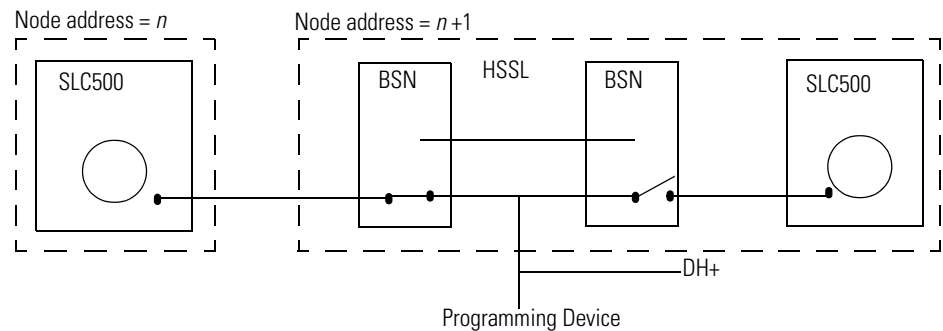 Node address = n
Node address = n+1
SLC500
BSN
HSSL
BSN
SLC500
DH+
Programming Device